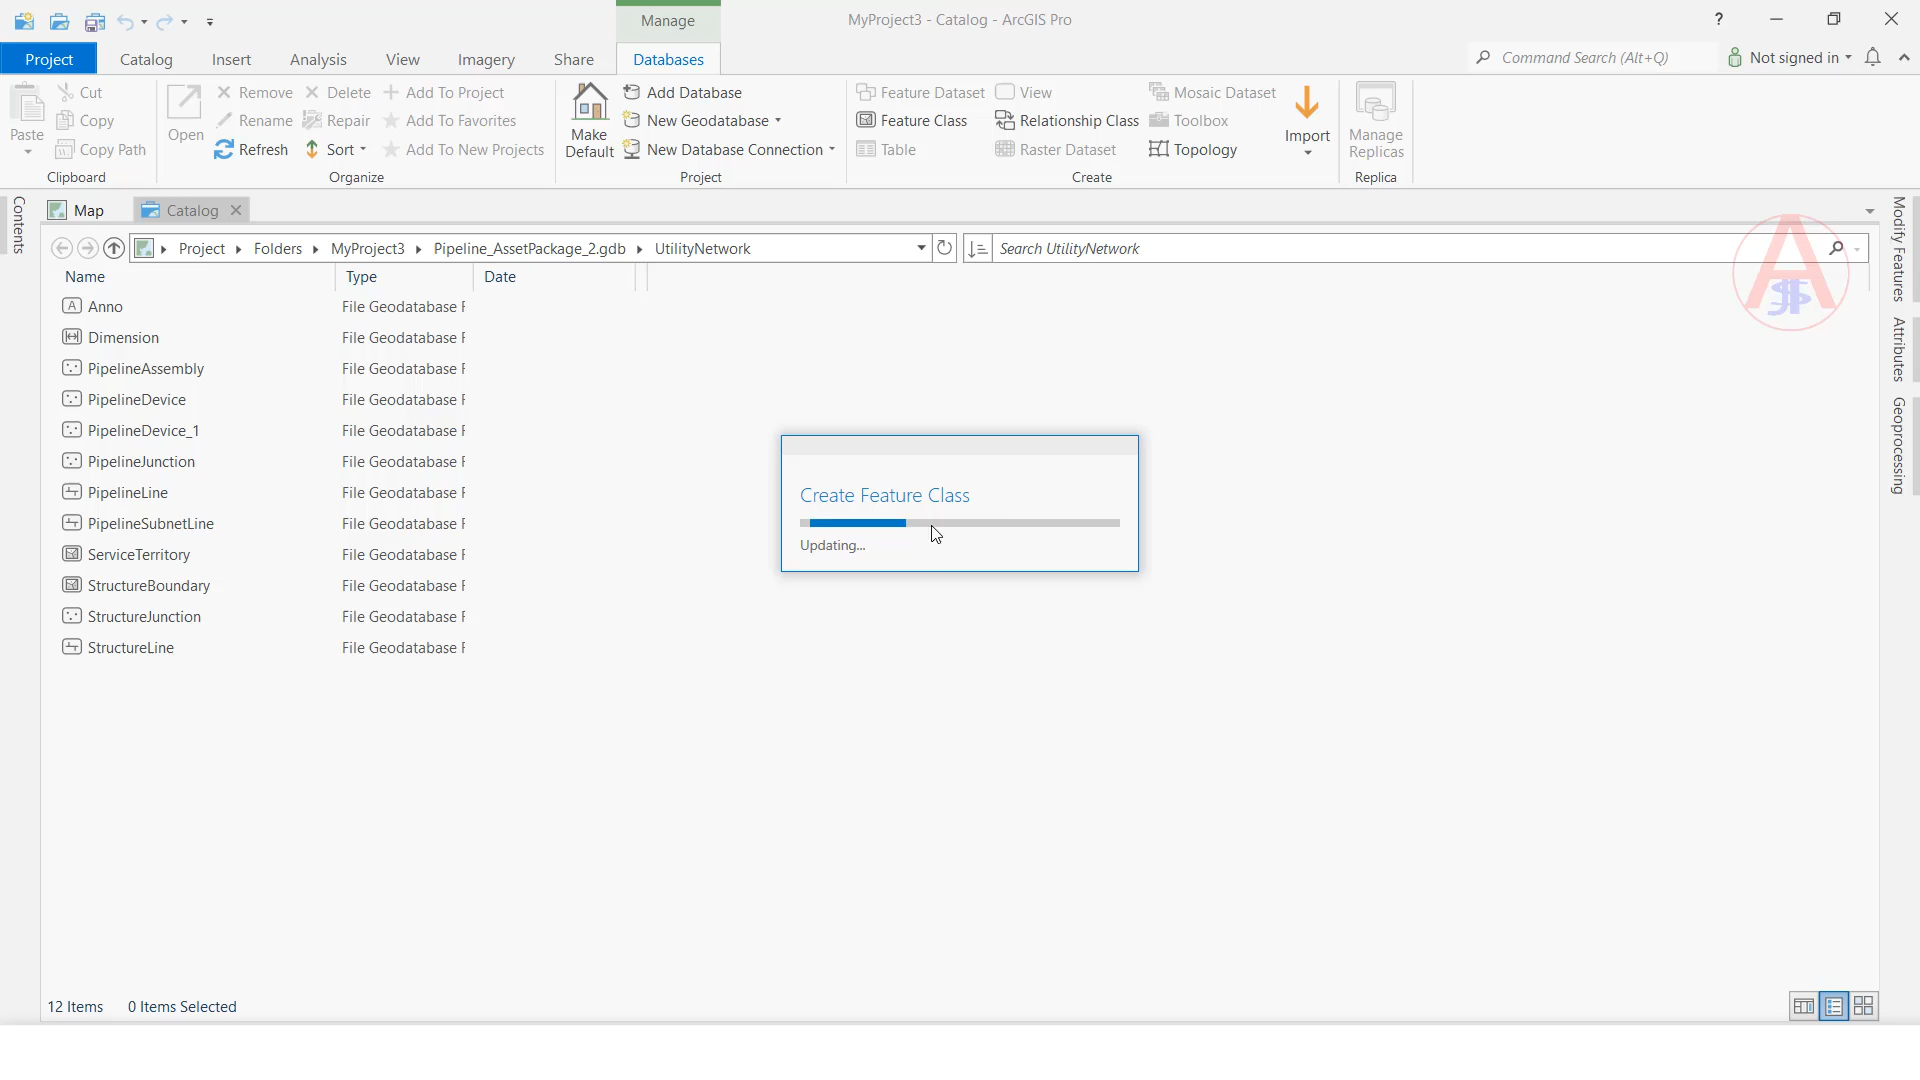 Manage
MyProject3 - Catalog - ArcGIS Pro
?
Project
Catalog
Insert
Analysis
View
Imagery
Share
Databases
Command Search (Alt+Q)
Not signed in
Paste
Cut
Copy
Copy Path
Clipboard
Open
Remove
Delete
Add To Project
Rename
Repair
Add To Favorites
Refresh
Sort
Add To New Projects
Organize
Make
Default
Add Database
New Geodatabase
New Database Connection
Project
Feature Dataset
View
Mosaic Dataset
Feature Class
Relationship Class
Toolbox
Table
Raster Dataset
Topology
Create
Import
Manage
Replicas
Replica
Contents
Map
Catalog
Project
Folders
MyProject3
Pipeline_AssetPackage_2.gdb
UtilityNetwork
Search UtilityNetwork
Name
Type
Date
Anno
File Geodatabase F
Dimension
File Geodatabase F
PipelineAssembly
File Geodatabase F
PipelineDevice
File Geodatabase F
PipelineDevice_1
File Geodatabase F
PipelineJunction
File Geodatabase F
PipelineLine
File Geodatabase F
PipelineSubnetLine
File Geodatabase F
ServiceTerritory
File Geodatabase F
StructureBoundary
File Geodatabase F
StructureJunction
File Geodatabase F
StructureLine
File Geodatabase F
Create Feature Class
Updating...
Modify Features
Attributes
Geoprocessing
12 Items
0 Items Selected